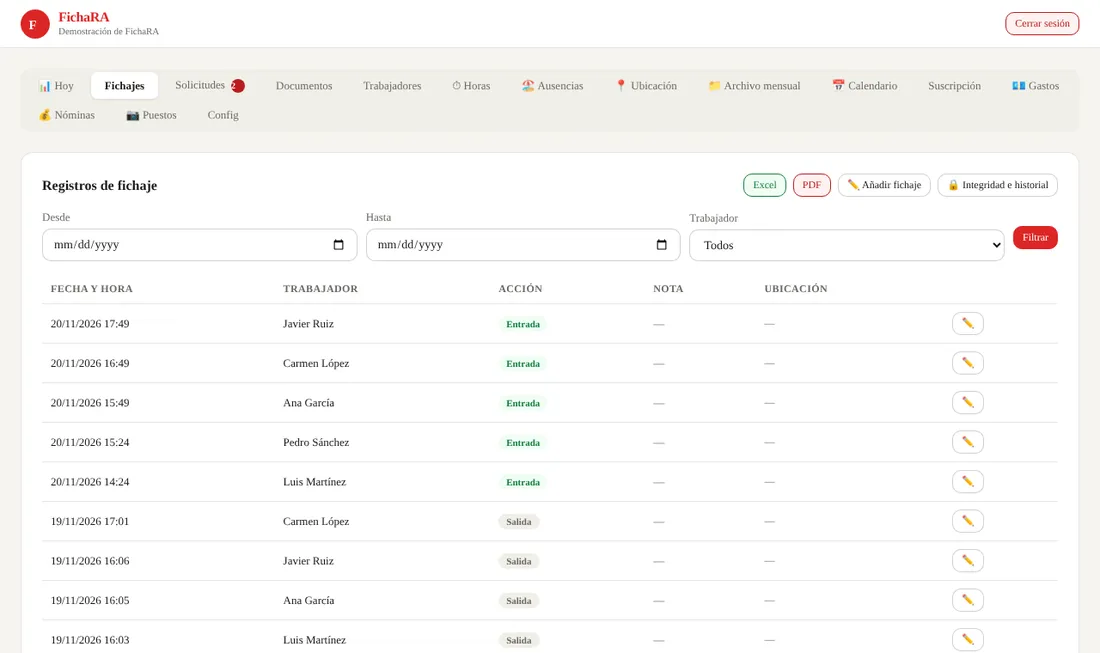 F
FichaRA
Demostración de FichaRA
Cerrar sesión
📊 Hoy Fichajes Solicitudes 2 Documentos Trabajadores ⏱ Horas 🏖 Ausencias 📍 Ubicación 📁 Archivo mensual 📅 Calendario Suscripción 💶 Gastos
💰 Nóminas 📷 Puestos Config
Registros de fichaje Excel PDF ✏️ Añadir fichaje 🔒 Integridad e historial
Desde Hasta Trabajador
mm/dd/yyyy mm/dd/yyyy Todos Filtrar
FECHA Y HORA TRABAJADOR ACCIÓN NOTA UBICACIÓN
20/11/2026 17:49 Javier Ruiz Entrada — — ✏️
20/11/2026 16:49 Carmen López Entrada — — ✏️
20/11/2026 15:49 Ana García Entrada — — ✏️
20/11/2026 15:24 Pedro Sánchez Entrada — — ✏️
20/11/2026 14:24 Luis Martínez Entrada — — ✏️
19/11/2026 17:01 Carmen López Salida — — ✏️
19/11/2026 16:06 Javier Ruiz Salida — — ✏️
19/11/2026 16:05 Ana García Salida — — ✏️
19/11/2026 16:03 Luis Martínez Salida — — ✏️